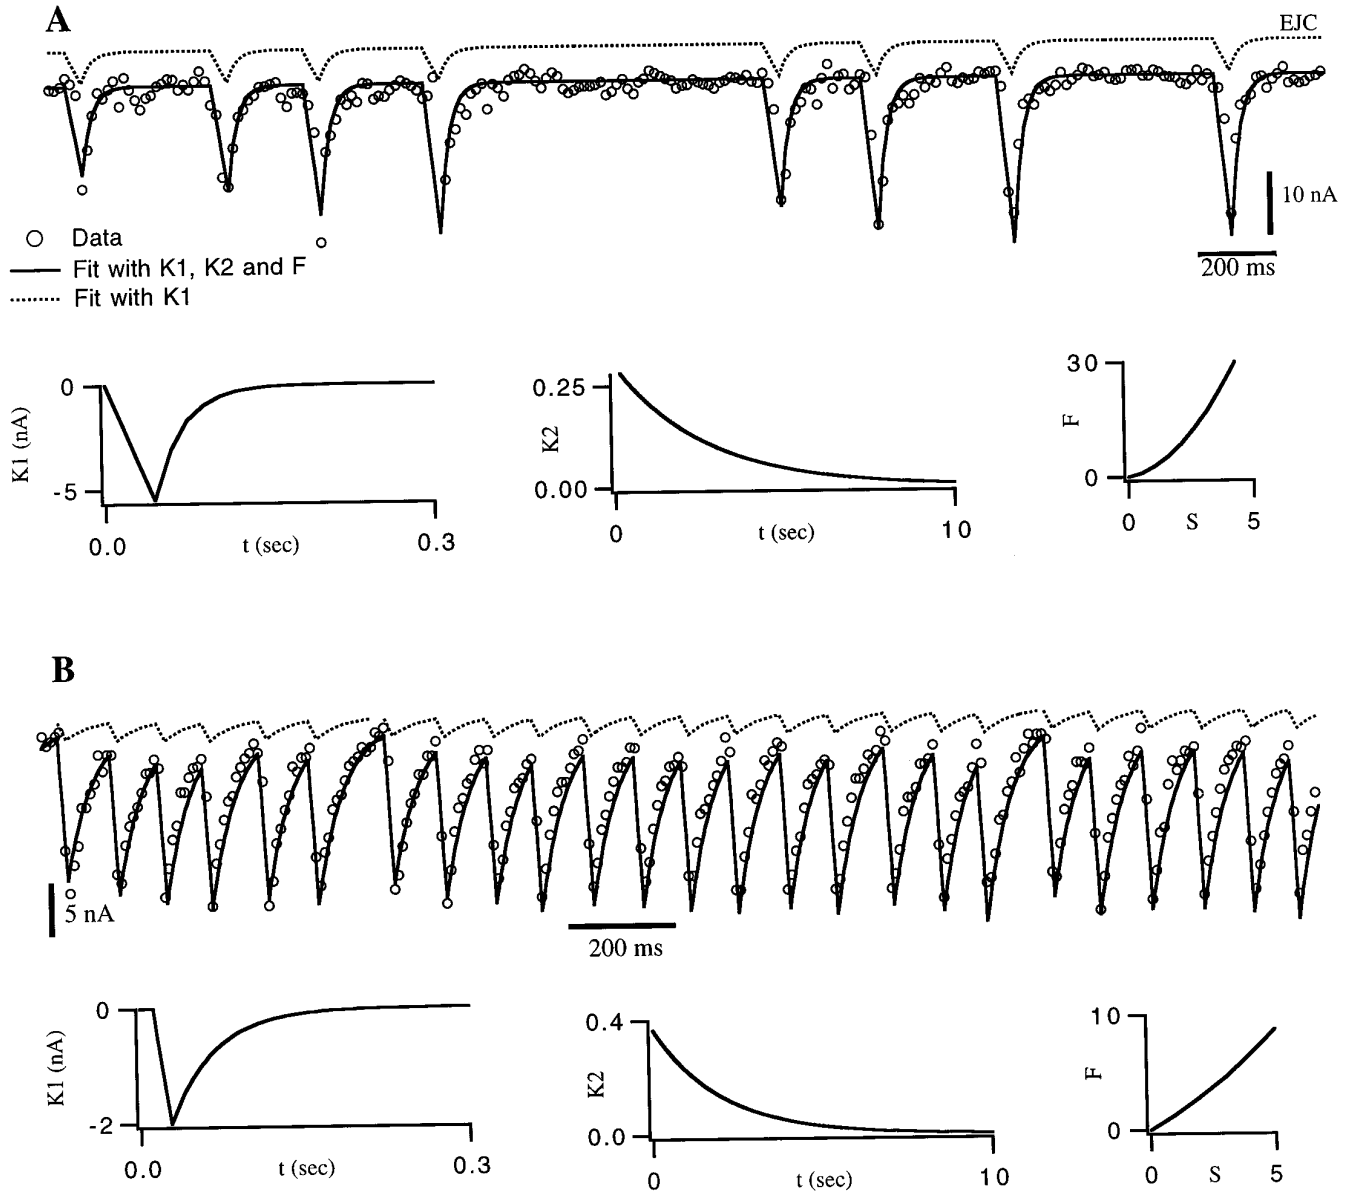 A
EJC
10 nA
200 ms
Data
Fit with K1, K2 and F
Fit with K1
0
-5
K1 (nA)
0.0
t (sec)
0.3
0.25
0.00
K2
0
t (sec)
10
30
0
F
0
S
5
B
5 nA
200 ms
0
-2
K1 (nA)
0.0
t (sec)
0.3
0.4
0.0
K2
0
t (sec)
10
10
0
F
0
S
5